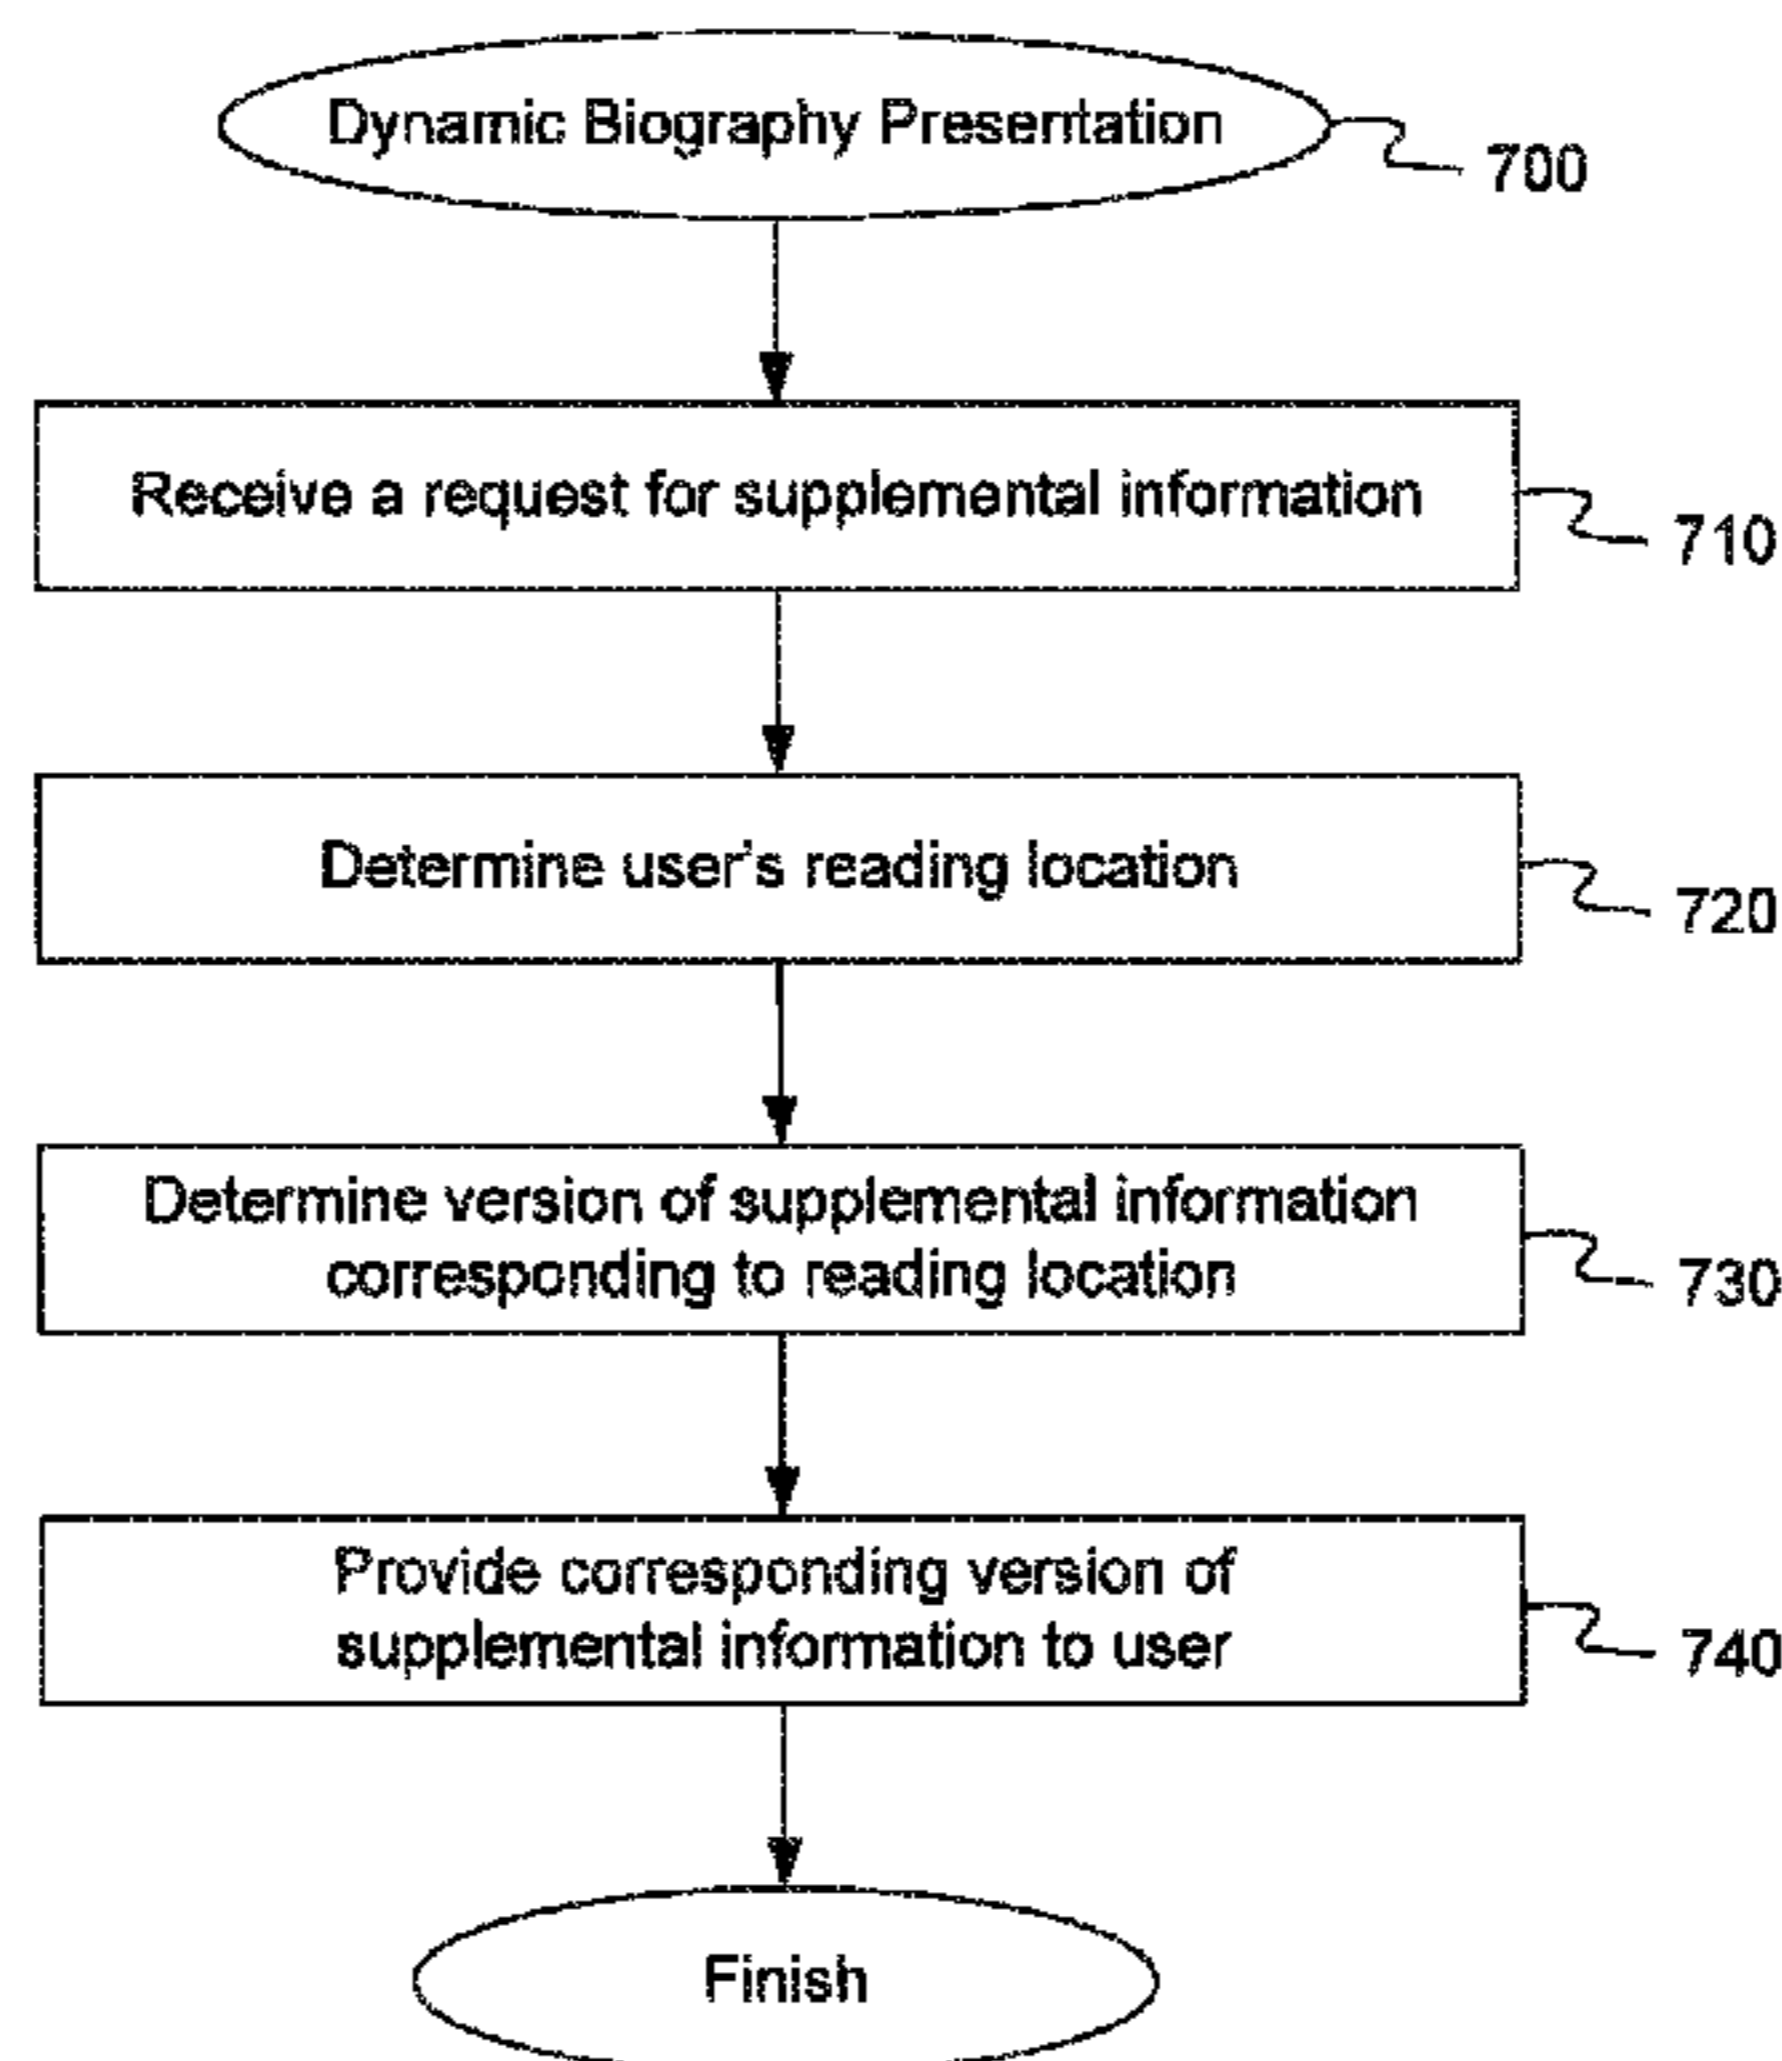 Dynamic Biography Presentation
700
Receive a request for supplemental information
710
Determine user's reading location
720
Determine version of supplemental information
corresponding to reading location
730
Provide corresponding version of
supplemental information to user
740
Finish